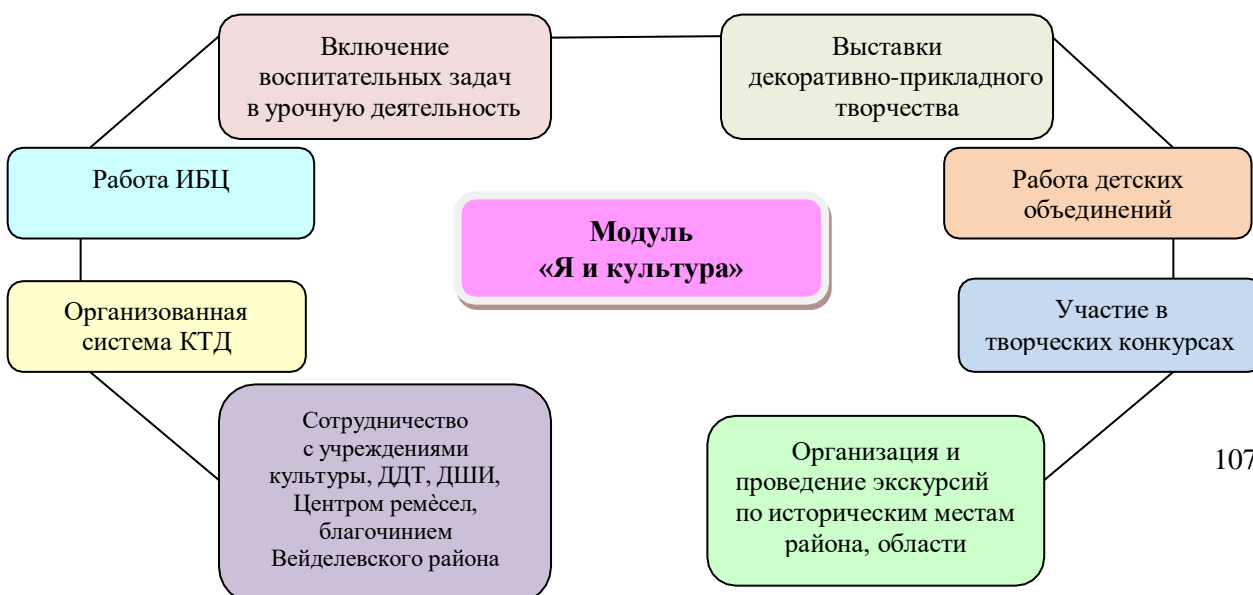 Включение
воспитательных задач
в урочную деятельность
Выставки
декоративно-прикладного
творчества
Работа ИБЦ
Работа детских
объединений
Модуль
«Я и культура»
Организованная
система КТД
Участие в
творческих конкурсах
Сотрудничество
с учреждениями
культуры, ДДТ, ДШИ,
Центром ремѐсел,
благочинием
Вейделевского района
Организация и
проведение экскурсий
по историческим местам
района, области
107